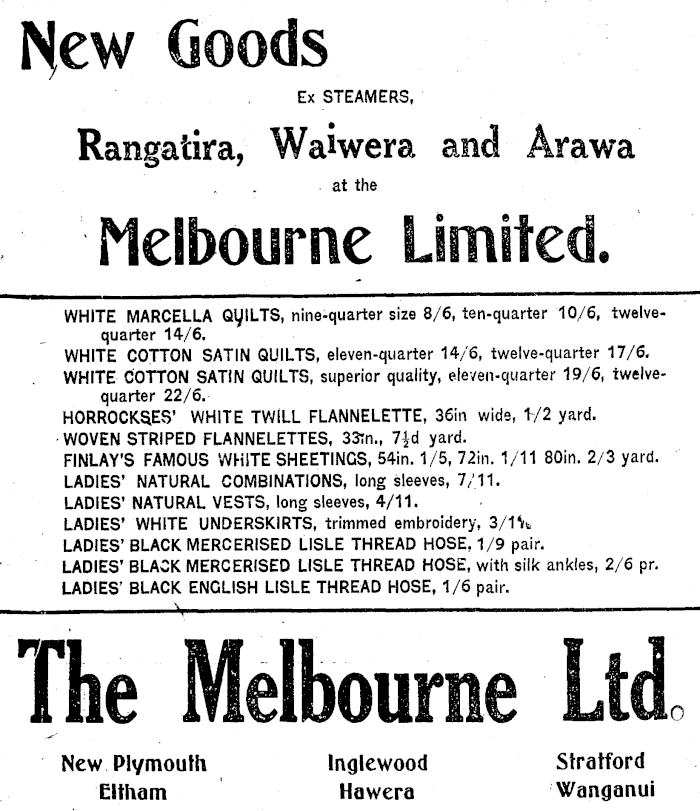 New Goods
Ex STEAMERS,
Rangatira, Waiwera and Arawa
at the
Melbourne Limited.
WHITE MARCELLA QUILTS, nine-quarter size 8/6, ten-quarter 10/6, twelve-
quarter 14/6.
WHITE COTTON SATIN QUILTS, eleven-quarter 14/6, twelve-quarter 17/6.
WHITE COTTON SATIN QUILTS, superior quality, eleven-quarter 19/6, twelve-
quarter 22/6.
HORROCKSES' WHITE TWILL FLANNELETTE, 36in wide, 1/2 yard.
WOVEN STRIPED FLANNELETTES, 33in., 7½d yard.
FINLAY'S FAMOUS WHITE SHEETINGS, 54in. 1/5, 72in. 1/11 80in. 2/3 yard.
LADIES' NATURAL COMBINATIONS, long sleeves, 7/11.
LADIES' NATURAL VESTS, long sleeves, 4/11.
LADIES' WHITE UNDERSKIRTS, trimmed embroidery,
LADIES' BLACK MERCERISED LISLE THREAD HOSE, 1/9 pair.
LADIES' BLACK MERCERISED LISLE THREAD HOSE, with silk ankles, 2/6 pr.
LADIES' BLACK ENGLISH LISLE THREAD HOSE, 1/6 pair.
The Melbourne Ltd.
New Plymouth Inglewood Stratford
Eltham Hawera Wanganui